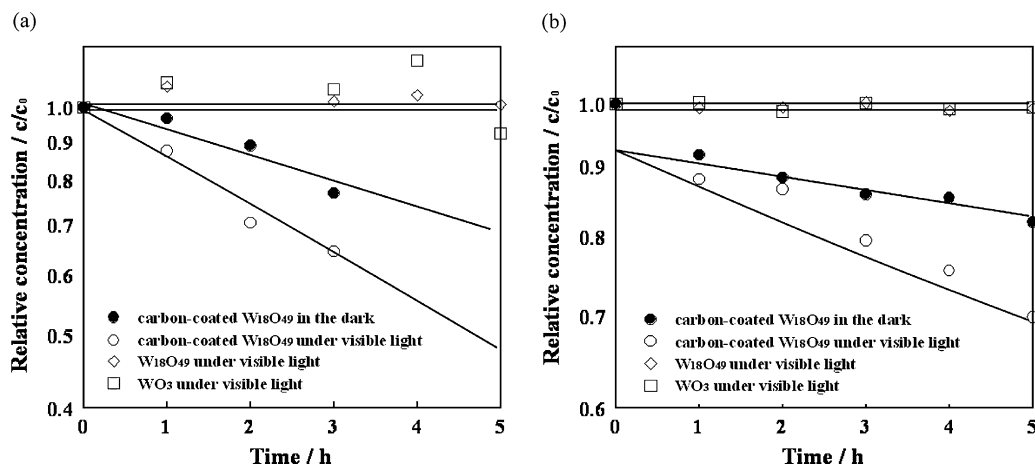 (a)
Relative concentration / c/c₀
1.0
0.9
0.8
0.7
0.6
0.5
0.4
● carbon-coated W₁₈O₄₉ in the dark
○ carbon-coated W₁₈O₄₉ under visible light
◇ W₁₈O₄₉ under visible light
□ WO₃ under visible light
0 1 2 3 4 5
Time / h
(b)
Relative concentration / c/c₀
1.0
0.9
0.8
0.7
0.6
● carbon-coated W₁₈O₄₉ in the dark
○ carbon-coated W₁₈O₄₉ under visible light
◇ W₁₈O₄₉ under visible light
□ WO₃ under visible light
0 1 2 3 4 5
Time / h